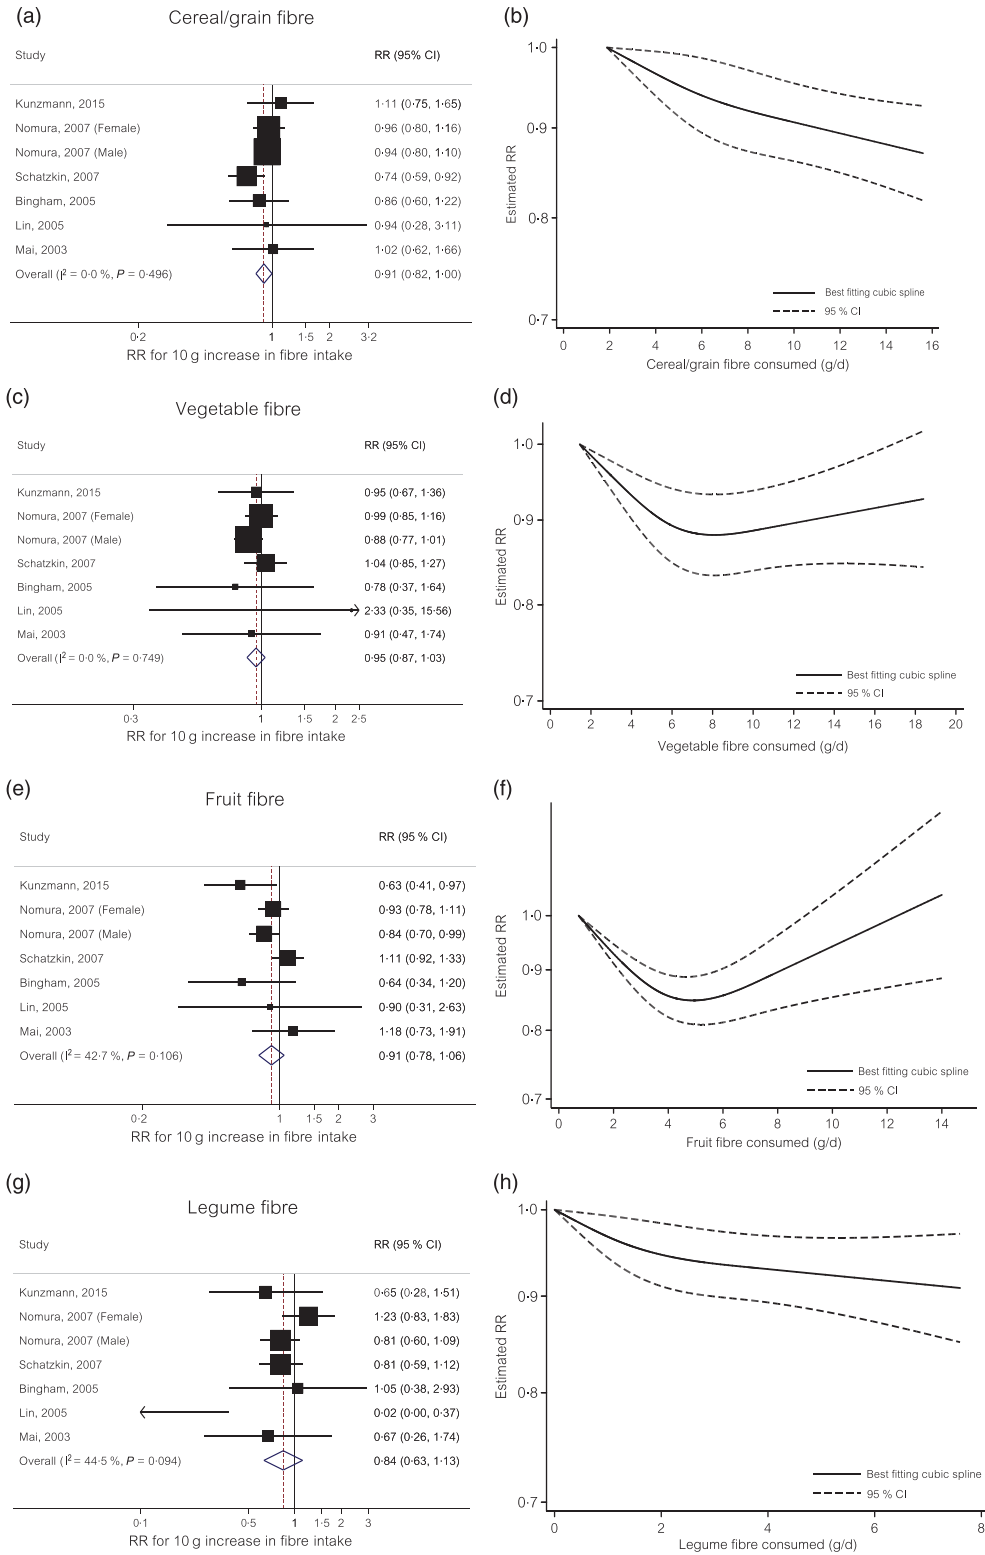 (a)
Cereal/grain fibre
Study RR (95% CI)
Kunzmann, 2015 1·11 (0·75, 1·65)
Nomura, 2007 (Female) 0·96 (0·80, 1·16)
Nomura, 2007 (Male) 0·94 (0·80, 1·10)
Schatzkin, 2007 0·74 (0·59, 0·92)
Bingham, 2005 0·86 (0·60, 1·22)
Lin, 2005 0·94 (0·28, 3·11)
Mai, 2003 1·02 (0·62, 1·66)
Overall (I² = 0·0 %, P = 0·496) 0·91 (0·82, 1·00)
0·2 1 1·5 2 3·2
RR for 10 g increase in fibre intake
(b)
1·0
0·9
0·8
0·7
Estimated RR
Best fitting cubic spline
95 % CI
0 2 4 6 8 10 12 14 16
Cereal/grain fibre consumed (g/d)
(c)
Vegetable fibre
Study RR (95% CI)
Kunzmann, 2015 0·95 (0·67, 1·36)
Nomura, 2007 (Female) 0·99 (0·85, 1·16)
Nomura, 2007 (Male) 0·88 (0·77, 1·01)
Schatzkin, 2007 1·04 (0·85, 1·27)
Bingham, 2005 0·78 (0·37, 1·64)
Lin, 2005 2·33 (0·35, 15·56)
Mai, 2003 0·91 (0·47, 1·74)
Overall (I² = 0·0 %, P = 0·749) 0·95 (0·87, 1·03)
0·3 1 1·5 2 2·5
RR for 10 g increase in fibre intake
(d)
1·0
0·9
0·8
0·7
Estimated RR
Best fitting cubic spline
95 % CI
0 2 4 6 8 10 12 14 16 18 20
Vegetable fibre consumed (g/d)
(e)
Fruit fibre
Study RR (95 % CI)
Kunzmann, 2015 0·63 (0·41, 0·97)
Nomura, 2007 (Female) 0·93 (0·78, 1·11)
Nomura, 2007 (Male) 0·84 (0·70, 0·99)
Schatzkin, 2007 1·11 (0·92, 1·33)
Bingham, 2005 0·64 (0·34, 1·20)
Lin, 2005 0·90 (0·31, 2·63)
Mai, 2003 1·18 (0·73, 1·91)
Overall (I² = 42·7 %, P = 0·106) 0·91 (0·78, 1·06)
0·2 1 1·5 2 3
RR for 10 g increase in fibre intake
(f)
1·0
0·9
0·8
0·7
Estimated RR
Best fitting cubic spline
95 % CI
0 2 4 6 8 10 12 14
Fruit fibre consumed (g/d)
(g)
Legume fibre
Study RR (95 % CI)
Kunzmann, 2015 0·65 (0·28, 1·51)
Nomura, 2007 (Female) 1·23 (0·83, 1·83)
Nomura, 2007 (Male) 0·81 (0·60, 1·09)
Schatzkin, 2007 0·81 (0·59, 1·12)
Bingham, 2005 1·05 (0·38, 2·93)
Lin, 2005 0·02 (0·00, 0·37)
Mai, 2003 0·67 (0·26, 1·74)
Overall (I² = 44·5 %, P = 0·094) 0·84 (0·63, 1·13)
0·1 0·5 1 1·5 2 3
RR for 10 g increase in fibre intake
(h)
1·0
0·9
0·8
0·7
Estimated RR
Best fitting cubic spline
95 % CI
0 2 4 6 8
Legume fibre consumed (g/d)